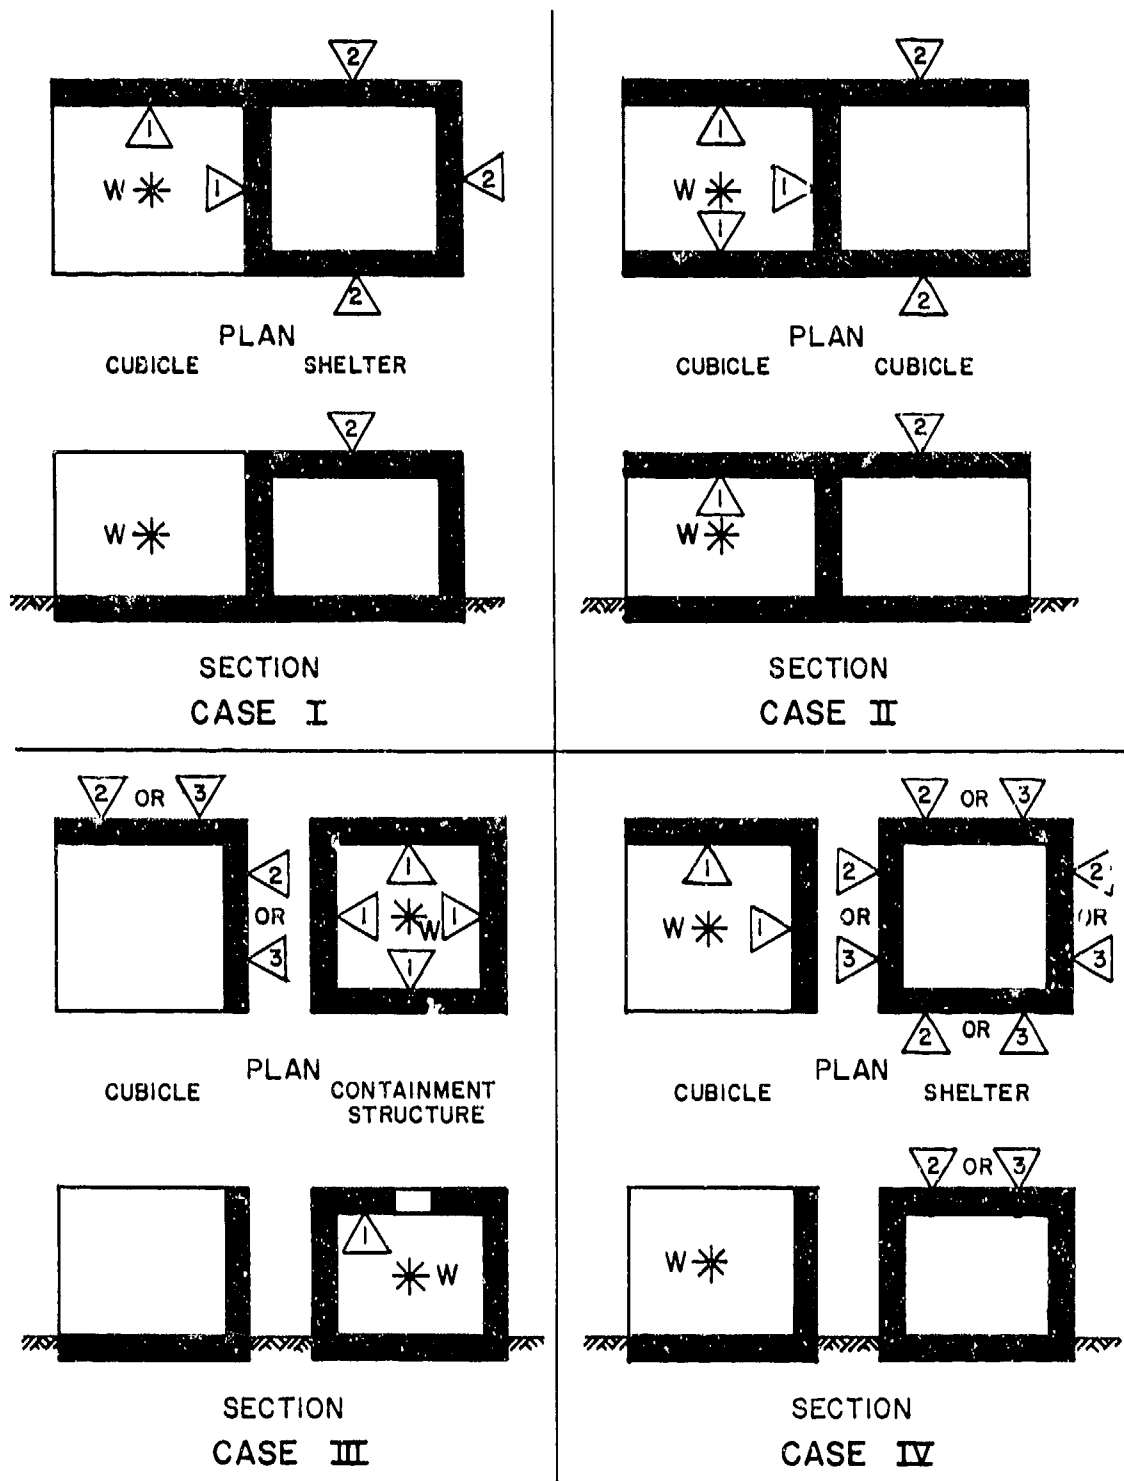 2 2
1 1
W 1 2 W 1
1
2 2
PLAN PLAN
CUBICLE SHELTER CUBICLE CUBICLE
2 2
1
W W
SECTION SECTION
CASE I CASE II
2 OR 3 2 OR 3
2 1 1 2 2
OR 1 W 1 W 1 OR OR
3 1 3 3
2 OR 3
PLAN PLAN
CUBICLE CONTAINMENT STRUCTURE CUBICLE SHELTER
2 OR 3
1
W W
SECTION SECTION
CASE III CASE IV